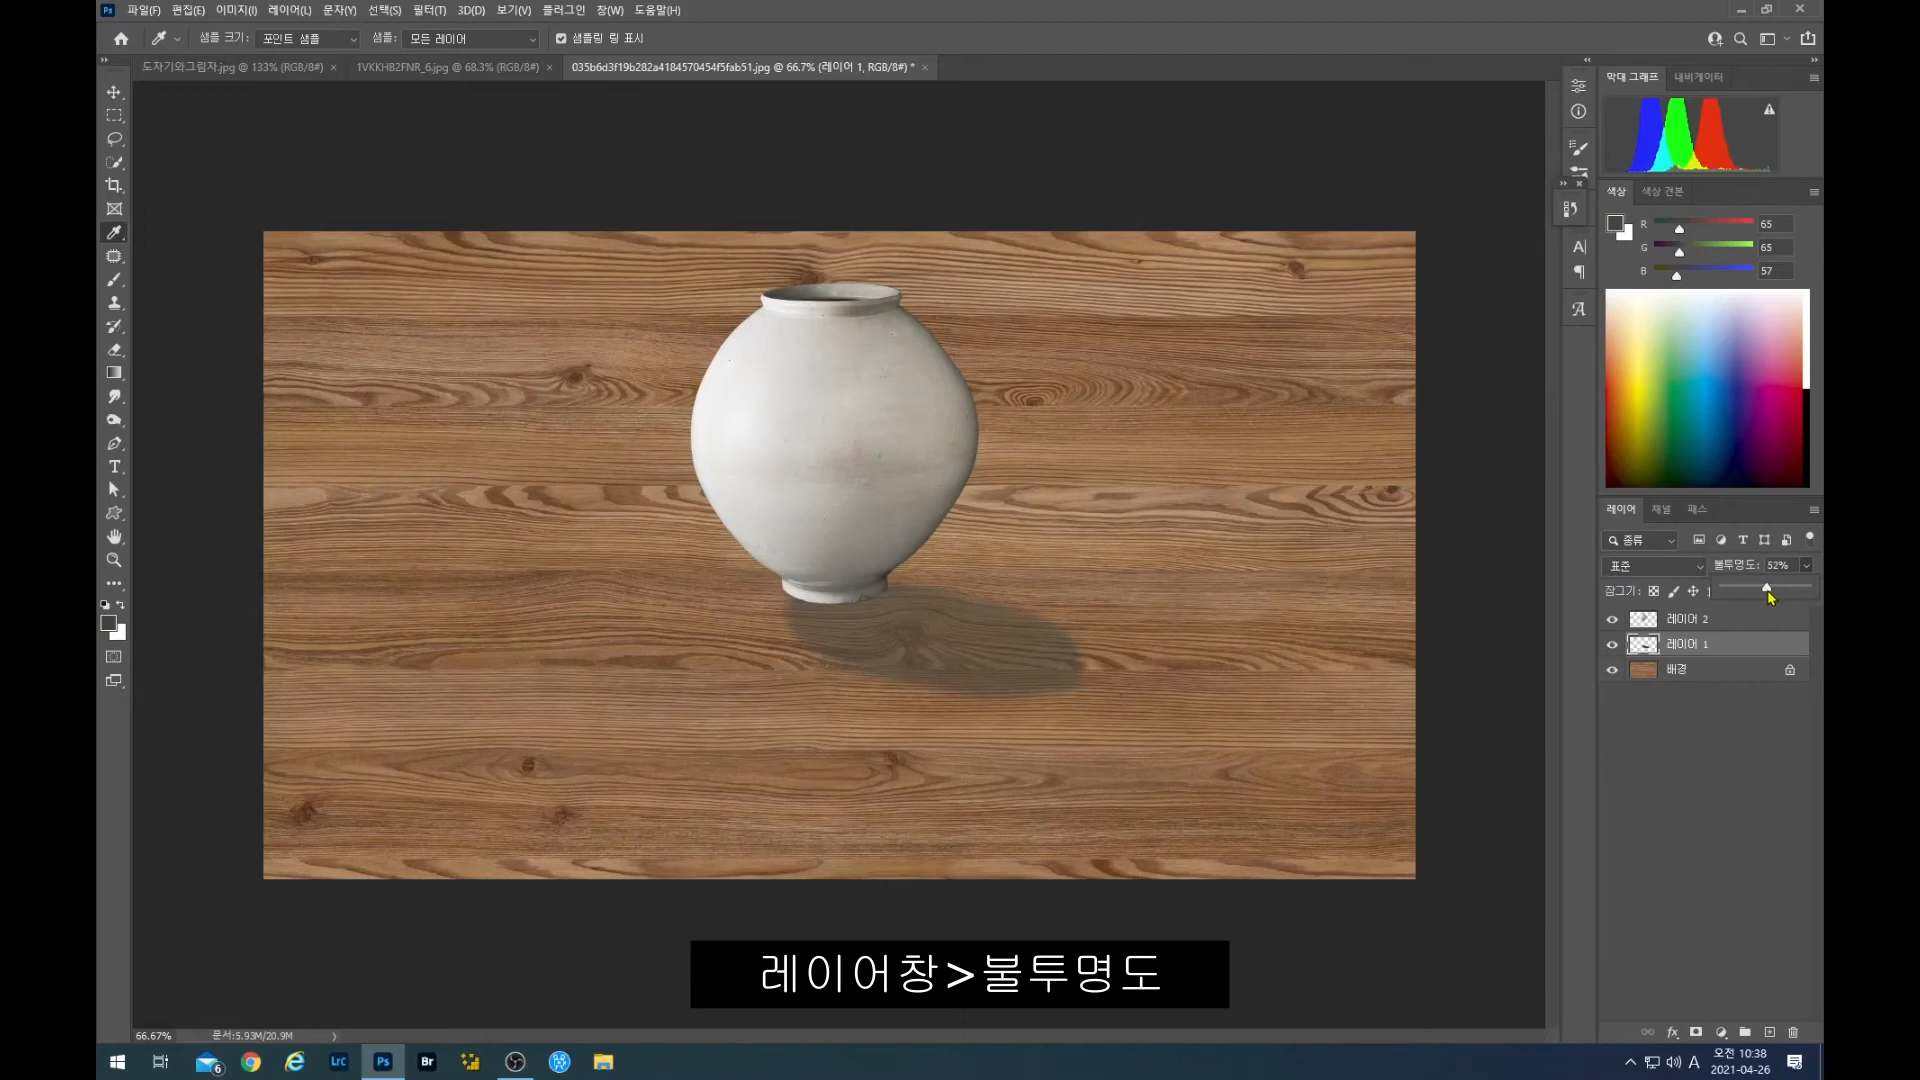 Ps 파일(F) 편집(E) 이미지(I) 레이어(L) 문자(Y) 선택(S) 필터(T) 3D(D) 보기(V) 플러그인 창(W) 도움말(H)
샘플 크기: 포인트 샘플 샘플: 모든 레이어 샘플링 링 표시
도자기와그림자.jpg @ 133% (RGB/8#) × 1VKKHB2FNR_6.jpg @ 68.3% (RGB/8#) × 035b6d3f19b282a4184570454f5fab51.jpg @ 66.7% (레이어 1, RGB/8#) * ×
막대 그래프 내비게이터
색상 색상 견본
R 65
G 65
B 57
레이어 채널 패스
종류
표준 불투명도: 52%
잠그기:
레이어 2
레이어 1
배경
레이어창>불투명도
66.67% 문서:5.93M/20.9M
6 LrC Ps Br A 오전 10:38
2021-04-26